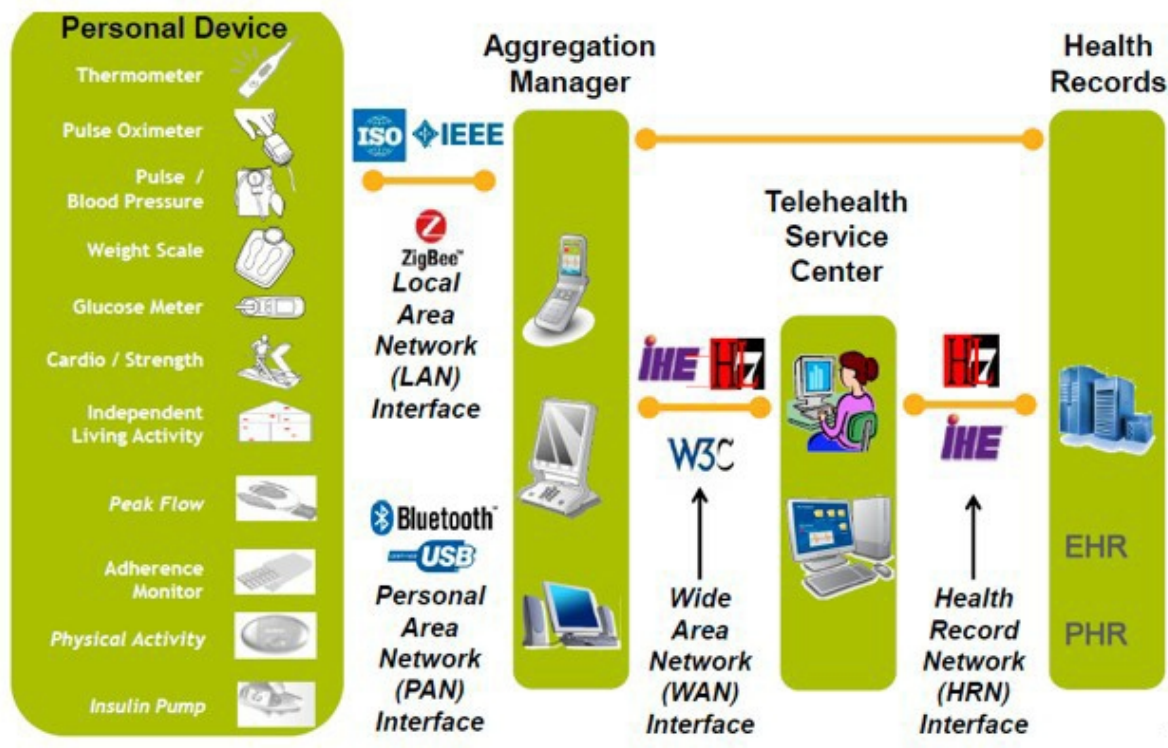 Personal Device
Thermometer
Pulse Oximeter
Pulse /
Blood Pressure
Weight Scale
Glucose Meter
Cardio / Strength
Independent
Living Activity
Peak Flow
Adherence
Monitor
Physical Activity
Insulin Pump
ISO
IEEE
ZigBee™
Local
Area
Network
(LAN)
Interface
Bluetooth™
CERTIFIED USB
Personal
Area
Network
(PAN)
Interface
Aggregation
Manager
IHE HL7
W3C
Wide
Area
Network
(WAN)
Interface
Telehealth
Service
Center
HL7
IHE
Health
Record
Network
(HRN)
Interface
Health
Records
EHR
PHR